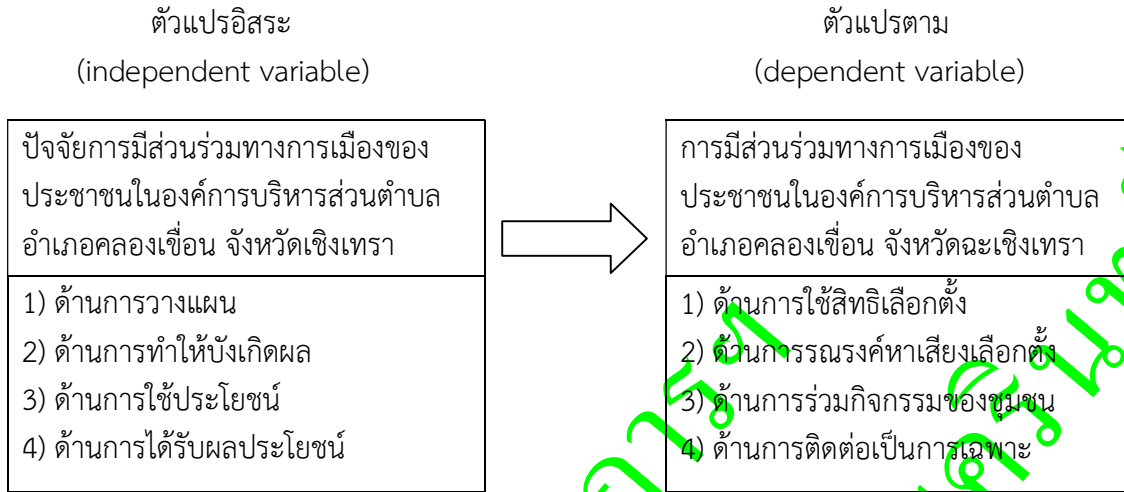 ตัวแปรอิสระ
(independent variable)
ปัจจัยการมีส่วนร่วมทางการเมืองของ
ประชาชนในองค์การบริหารส่วนตำบล
อำเภอคลองเขื่อน จังหวัดเชิงเทรา
1) ด้านการวางแผน
2) ด้านการทำให้บังเกิดผล
3) ด้านการใช้ประโยชน์
4) ด้านการได้รับผลประโยชน์
ตัวแปรตาม
(dependent variable)
การมีส่วนร่วมทางการเมืองของ
ประชาชนในองค์การบริหารส่วนตำบล
อำเภอคลองเขื่อน จังหวัดฉะเชิงเทรา
1) ด้านการใช้สิทธิเลือกตั้ง
2) ด้านการรณรงค์หาเสียงเลือกตั้ง
3) ด้านการร่วมกิจกรรมของชุมชน
4) ด้านการติดต่อเป็นการเฉพาะ